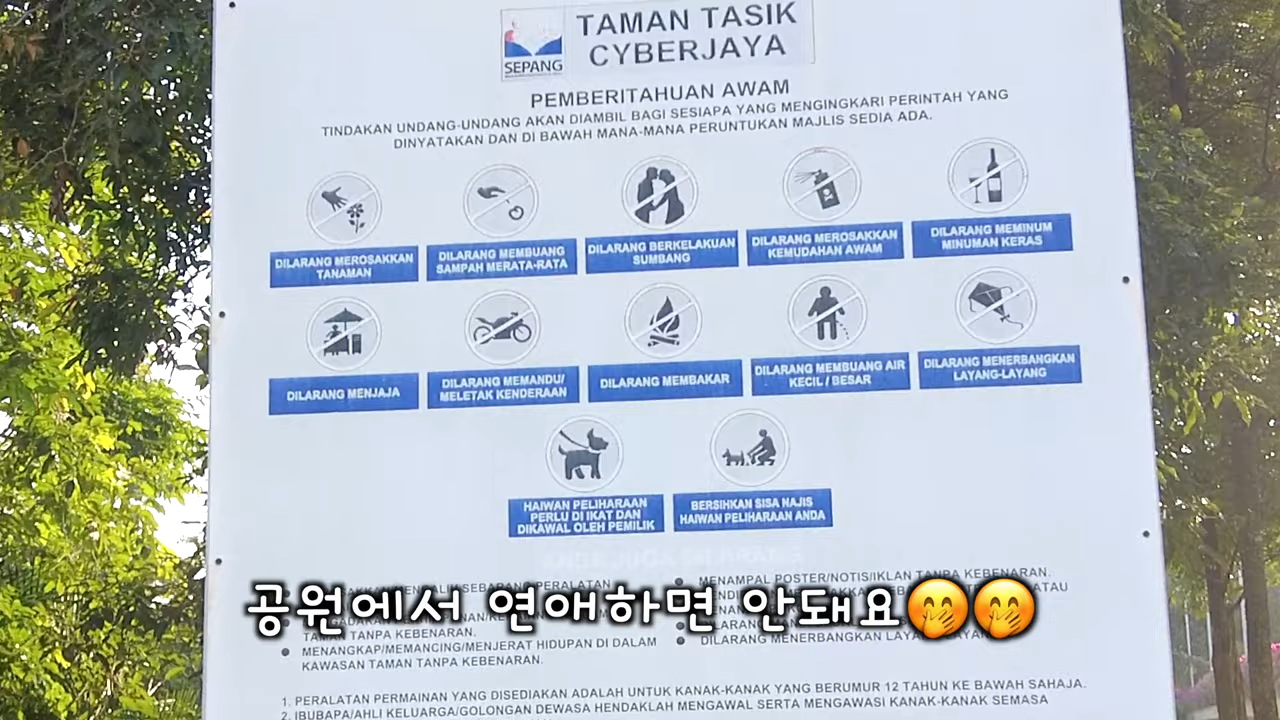 TAMAN TASIK
CYBERJAYA
SEPANG
PEMBERITAHUAN AWAM
TINDAKAN UNDANG-UNDANG AKAN DIAMBIL BAGI SESIAPA YANG MENGINGKARI PERINTAH YANG
DINYATAKAN DAN DI BAWAH MANA-MANA PERUNTUKAN MAJLIS SEDIA ADA.
DILARANG MEROSAKKAN
TANAMAN
DILARANG MEMBUANG
SAMPAH MERATA-RATA
DILARANG BERKELAKUAN
SUMBANG
DILARANG MEROSAKKAN
KEMUDAHAN AWAM
DILARANG MEMINUM
MINUMAN KERAS
DILARANG MENJAJA
DILARANG MEMANDU/
MELETAK KENDERAAN
DILARANG MEMBAKAR
DILARANG MEMBUANG AIR
KECIL / BESAR
DILARANG MENERBANGKAN
LAYANG-LAYANG
HAIWAN PELIHARAAN
PERLU DI IKAT DAN
DIKAWAL OLEH PEMILIK
BERSIHKAN SISA NAJIS
HAIWAN PELIHARAAN ANDA
SEBARANG PERALATAN
TAMAN TANPA KEBENARAN.
MENANGKAP/MEMANCING/MENJERAT HIDUPAN DI DALAM
KAWASAN TAMAN TANPA KEBENARAN.
MENAMPAL POSTER/NOTIS/IKLAN TANPA KEBENARAN.
ATAU
DILARANG MENERBANGKAN
공원에서 연애하면 안돼요🤭🤭
1. PERALATAN PERMAINAN YANG DISEDIAKAN ADALAH UNTUK KANAK-KANAK YANG BERUMUR 12 TAHUN KE BAWAH SAHAJA.
2. IBUBAPA/AHLI KELUARGA/GOLONGAN DEWASA HENDAKLAH MENGAWAL SERTA MENGAWASI KANAK-KANAK SEMASA